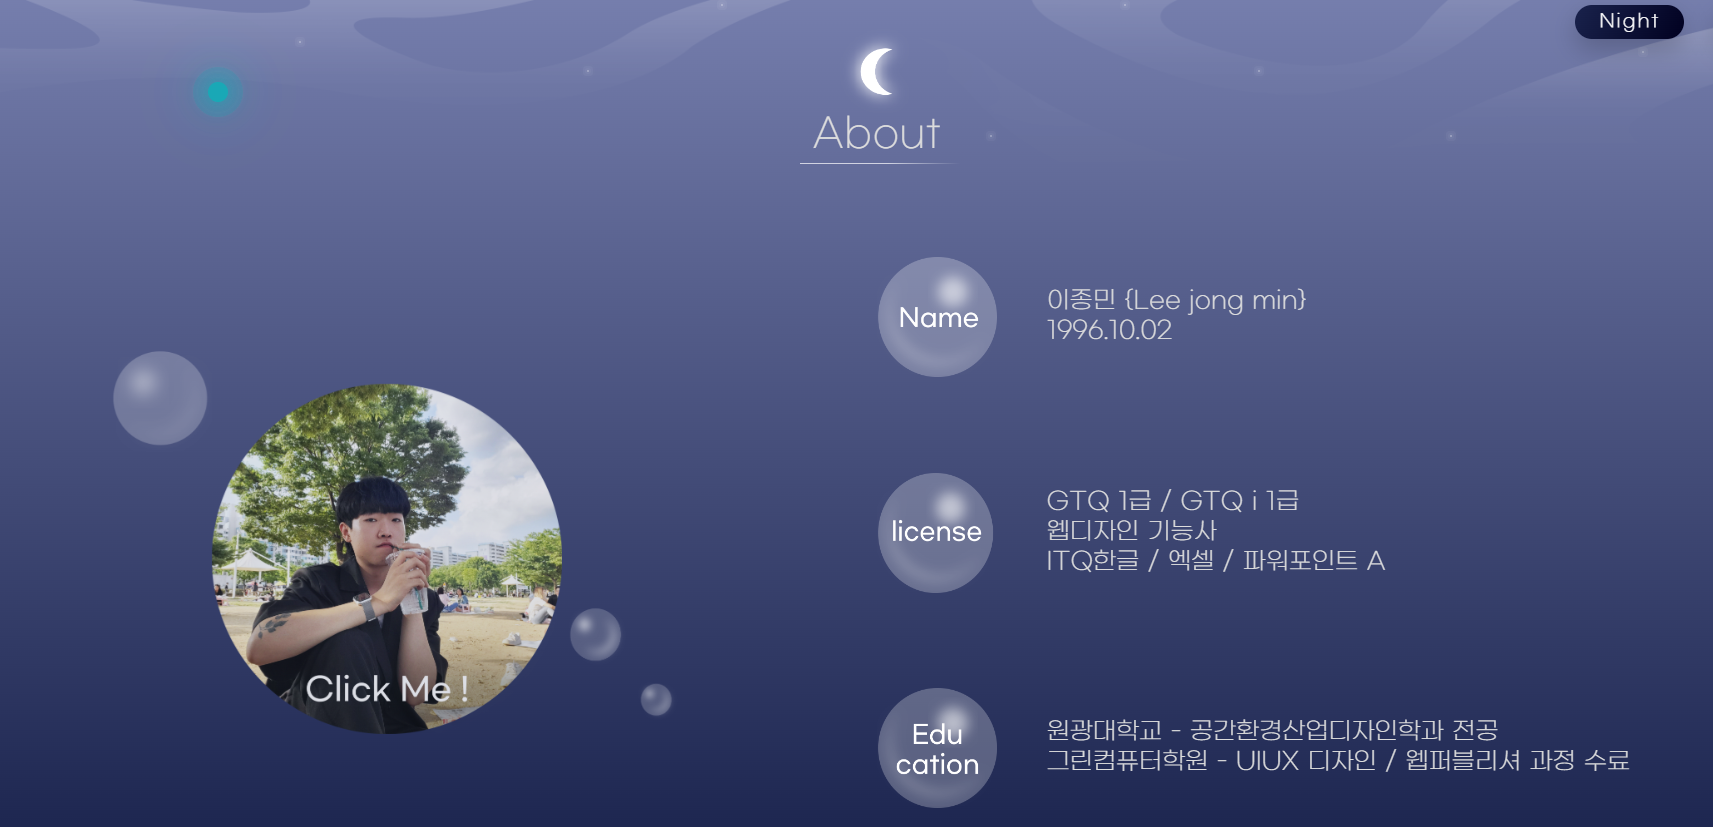 Night
About
Name
이종민 {Lee jong min}
1996.10.02
license
GTQ 1급 / GTQ i 1급
웹디자인 기능사
ITQ한글 / 엑셀 / 파워포인트 A
Click Me !
Edu
cation
원광대학교 - 공간환경산업디자인학과 전공
그린컴퓨터학원 - UIUX 디자인 / 웹퍼블리셔 과정 수료